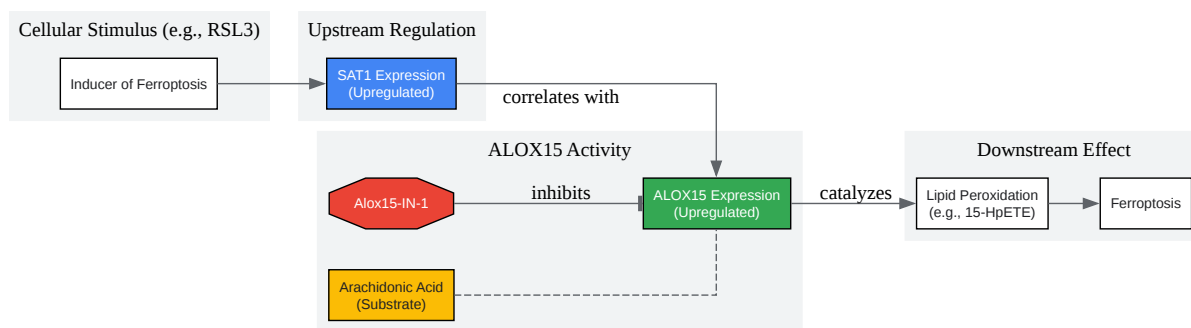 Cellular Stimulus (e.g., RSL3)
Inducer of Ferroptosis
Upstream Regulation
SAT1 Expression
(Upregulated)
correlates with
ALOX15 Activity
Alox15-IN-1
inhibits
ALOX15 Expression
(Upregulated)
catalyzes
Arachidonic Acid
(Substrate)
Downstream Effect
Lipid Peroxidation
(e.g., 15-HpETE)
Ferroptosis